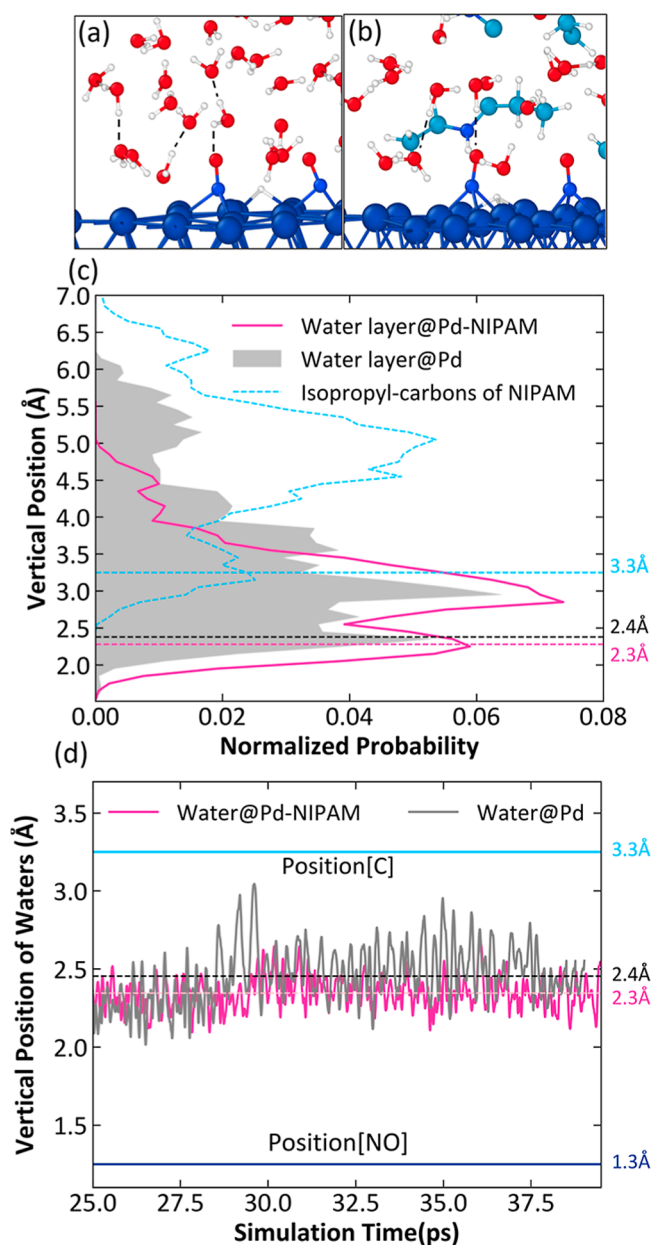 (a)
(b)
(c)
7.0
6.5
6.0
5.5
5.0
4.5
4.0
3.5
3.0
2.5
2.0
Vertical Position (Å)
Water layer@Pd-NIPAM
Water layer@Pd
Isopropyl-carbons of NIPAM
3.3Å
2.4Å
2.3Å
0.00 0.02 0.04 0.06 0.08
Normalized Probability
(d)
3.5
3.0
2.5
2.0
1.5
Vertical Position of Waters (Å)
Water@Pd-NIPAM Water@Pd
3.3Å
Position[C]
2.4Å
2.3Å
Position[NO]
1.3Å
25.0 27.5 30.0 32.5 35.0 37.5
Simulation Time(ps)